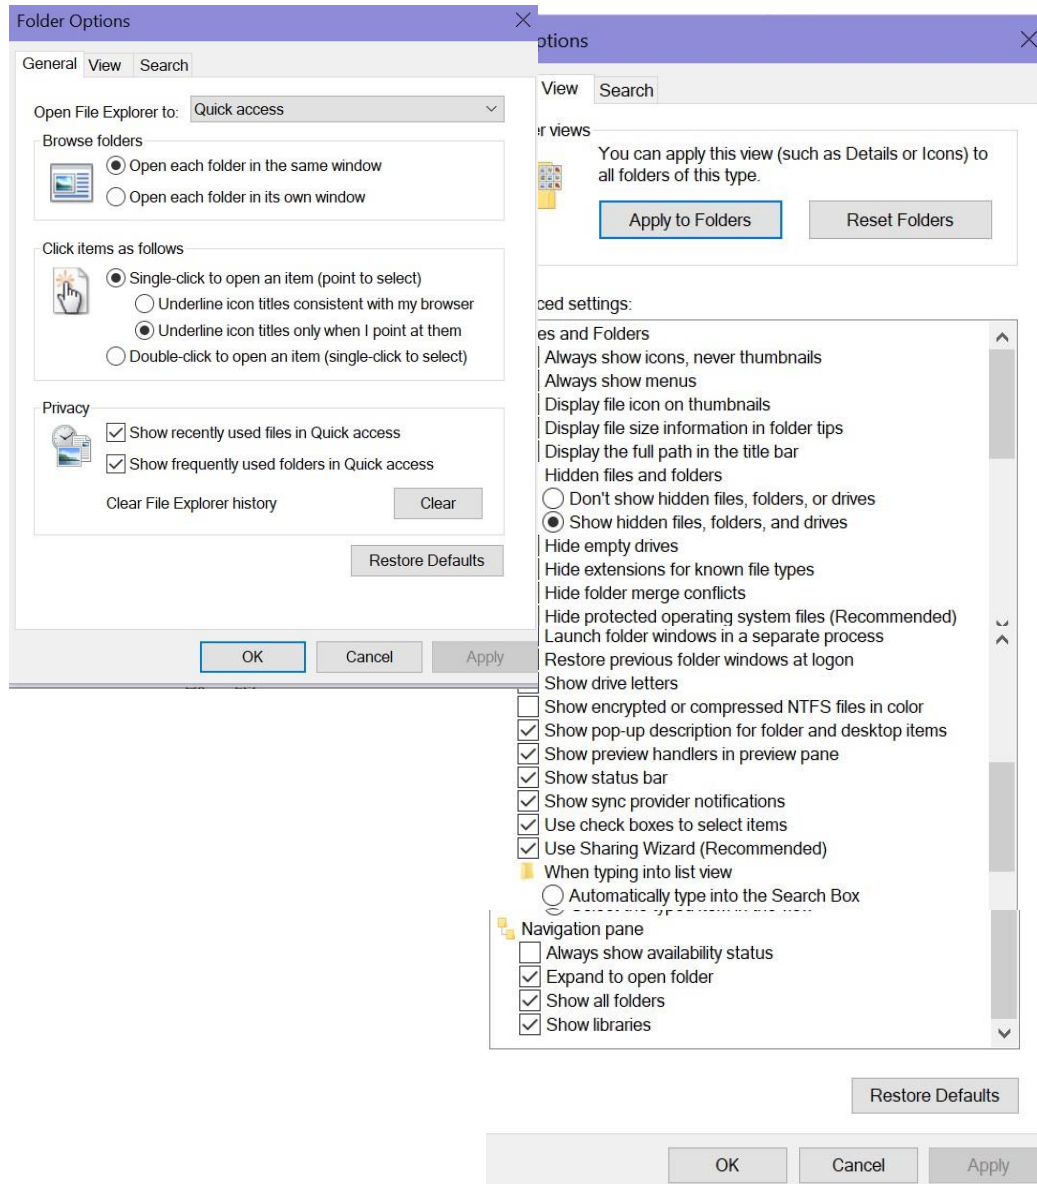 Folder Options
General View Search
Open File Explorer to: Quick access
Browse folders
Open each folder in the same window
Open each folder in its own window
Click items as follows
Single-click to open an item (point to select)
Underline icon titles consistent with my browser
Underline icon titles only when I point at them
Double-click to open an item (single-click to select)
Privacy
Show recently used files in Quick access
Show frequently used folders in Quick access
Clear File Explorer history Clear
Restore Defaults
OK Cancel Apply
ptions
View Search
er views
You can apply this view (such as Details or Icons) to
all folders of this type.
Apply to Folders Reset Folders
ced settings:
es and Folders
Always show icons, never thumbnails
Always show menus
Display file icon on thumbnails
Display file size information in folder tips
Display the full path in the title bar
Hidden files and folders
Don't show hidden files, folders, or drives
Show hidden files, folders, and drives
Hide empty drives
Hide extensions for known file types
Hide folder merge conflicts
Hide protected operating system files (Recommended)
Launch folder windows in a separate process
Restore previous folder windows at logon
Show drive letters
Show encrypted or compressed NTFS files in color
Show pop-up description for folder and desktop items
Show preview handlers in preview pane
Show status bar
Show sync provider notifications
Use check boxes to select items
Use Sharing Wizard (Recommended)
When typing into list view
Automatically type into the Search Box
Navigation pane
Always show availability status
Expand to open folder
Show all folders
Show libraries
Restore Defaults
OK Cancel Apply